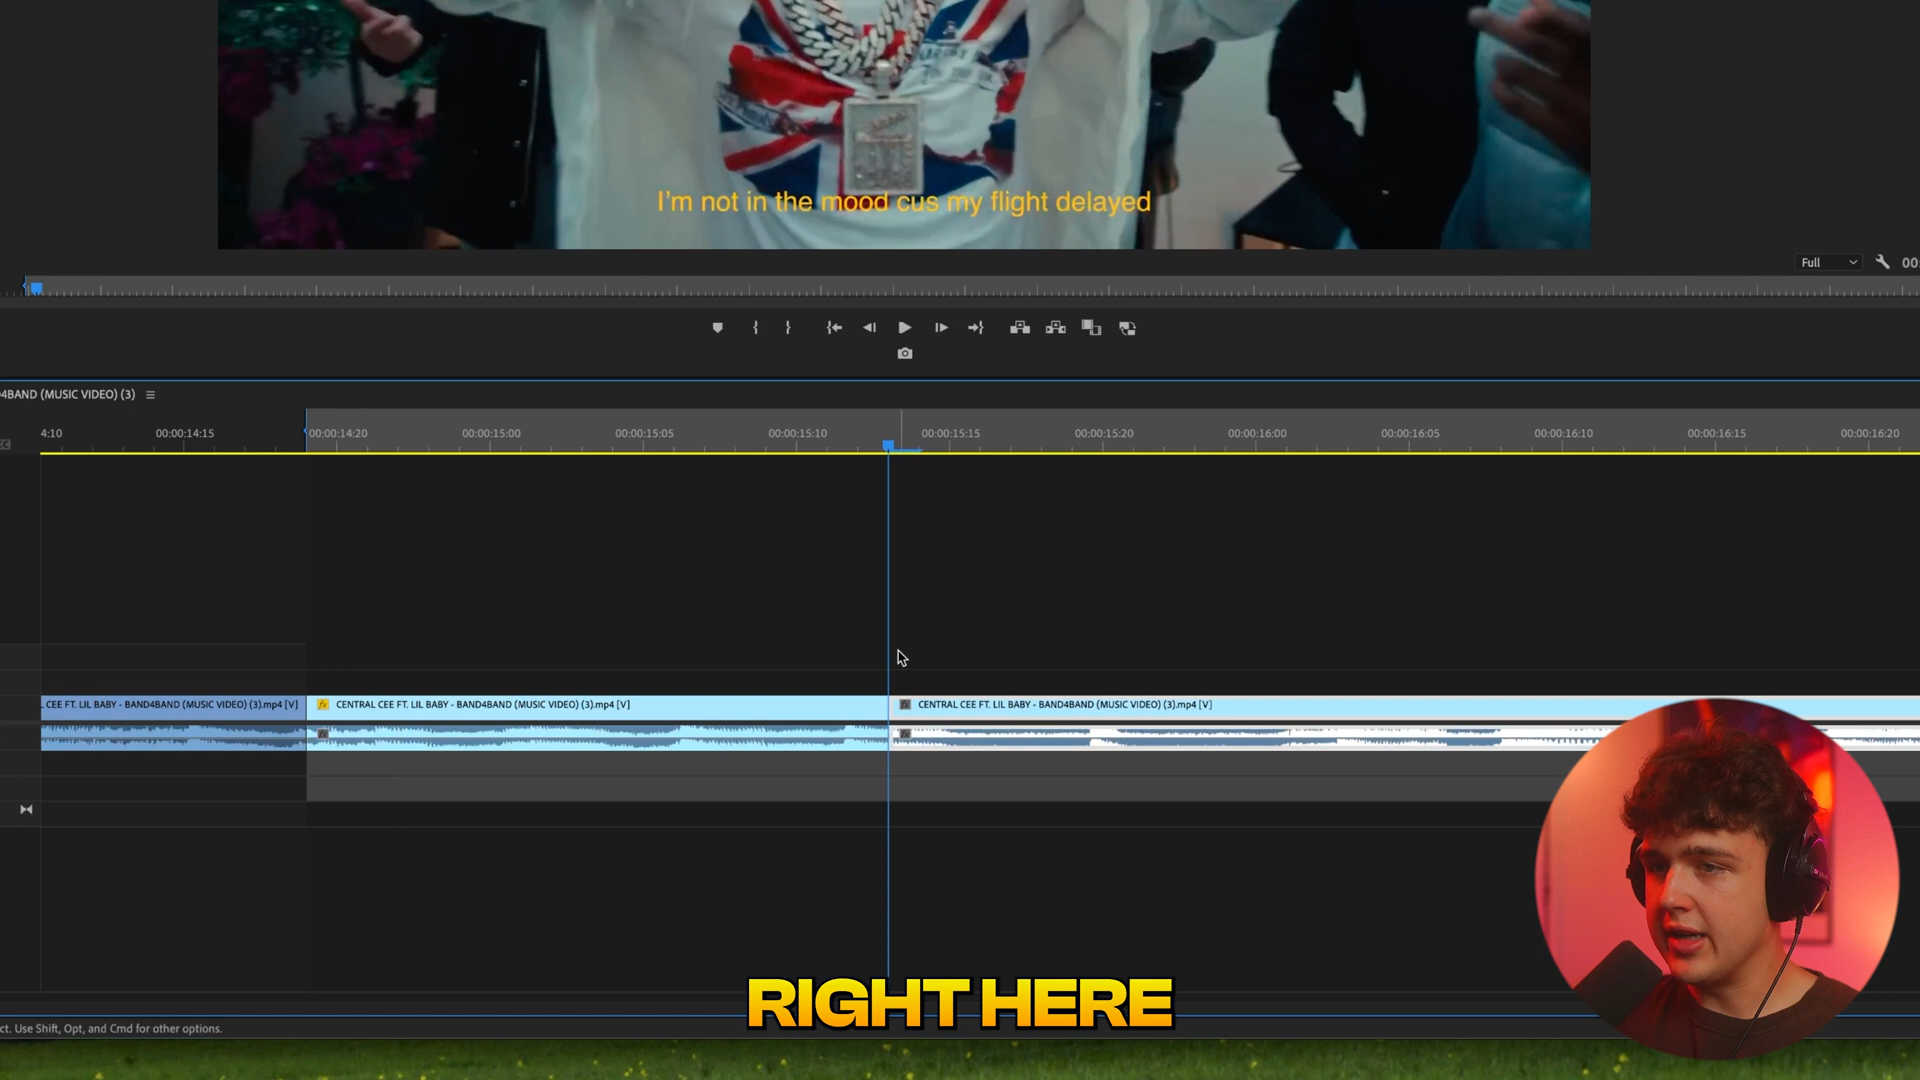 I'm not in the mood cus my flight delayed
Full
00:
4BAND (MUSIC VIDEO) (3)
4:10
00:00:14:15
00:00:14:20
00:00:15:00
00:00:15:05
00:00:15:10
00:00:15:15
00:00:15:20
00:00:16:00
00:00:16:05
00:00:16:10
00:00:16:15
00:00:16:20
CEE FT. LIL BABY - BAND4BAND (MUSIC VIDEO) (3).mp4 [V]
fx CENTRAL CEE FT. LIL BABY - BAND4BAND (MUSIC VIDEO) (3).mp4 [V]
fx CENTRAL CEE FT. LIL BABY - BAND4BAND (MUSIC VIDEO) (3).mp4 [V]
fx
fx
RIGHT HERE
ct. Use Shift, Opt, and Cmd for other options.